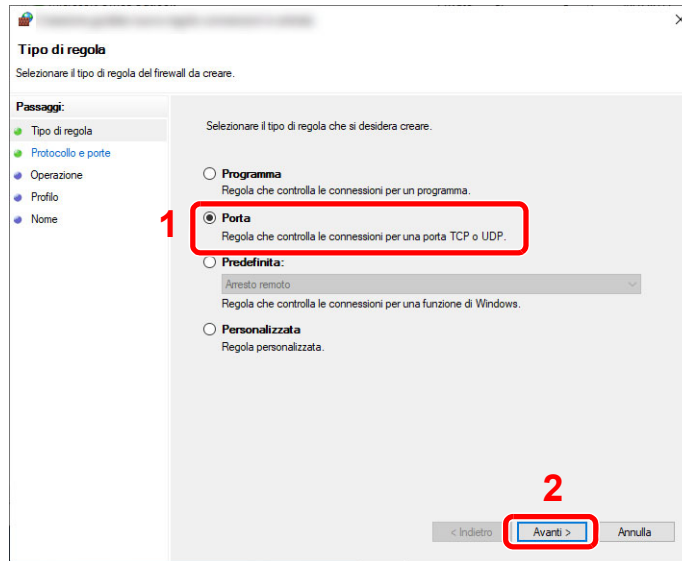 Tipo di regola
Selezionare il tipo di regola del firewall da creare.
Passaggi:
Tipo di regola
Protocollo e porte
Operazione
Profilo
Nome
Selezionare il tipo di regola che si desidera creare.
Programma
Regola che controlla le connessioni per un programma.
1
Porta
Regola che controlla le connessioni per una porta TCP o UDP.
Predefinita:
Arresto remoto
Regola che controlla le connessioni per una funzione di Windows.
Personalizzata
Regola personalizzata.
2
< Indietro
Avanti >
Annulla